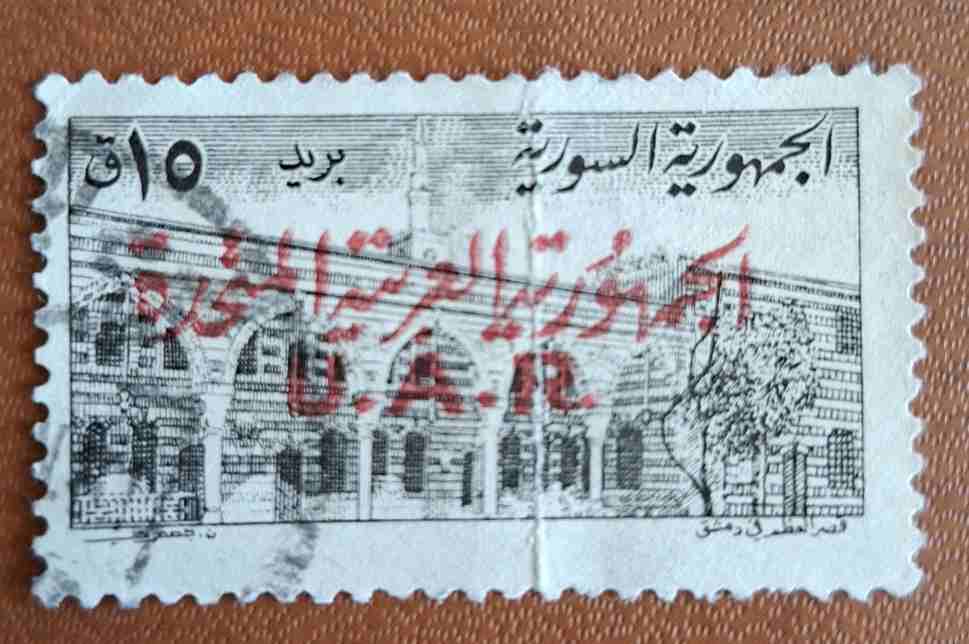 الجمهورية السورية
بريد
١٥ ق
الجمهورية العربية المتحدة
U.A.R.
قصر العظم في دمشق